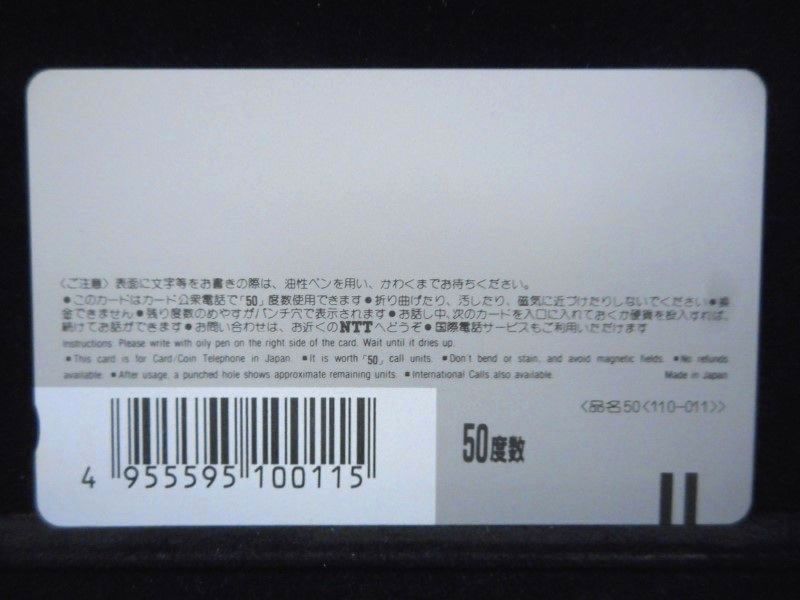 〈ご注意〉表面に文字等をお書きの際は、油性ペンを用い、かわくまでお待ちください。
●このカードはカード公衆電話で「50」度数使用できます●折り曲げたり、汚したり、磁気に近づけたりしないでください●換
金できません●残り度数のめやすがパンチ穴で表示されます●お話し中、次のカードを入口に入れておくか硬貨を投入すれば、
続けてお話ができます●お問い合わせは、お近くのNTTへどうぞ●国際電話サービスもご利用いただけます
Instructions: Please write with oily pen on the right side of the card. Wait until it dries up.
■This card is for Card/Coin Telephone in Japan. ■It is worth「50」call units. ■Don't bend or stain, and avoid magnetic fields. ■No refunds
available. ■After usage, a punched hole shows approximate remaining units. ■International Calls also available. Made in Japan
〈品名50〈110-011〉〉
50度数
4 955595 100115